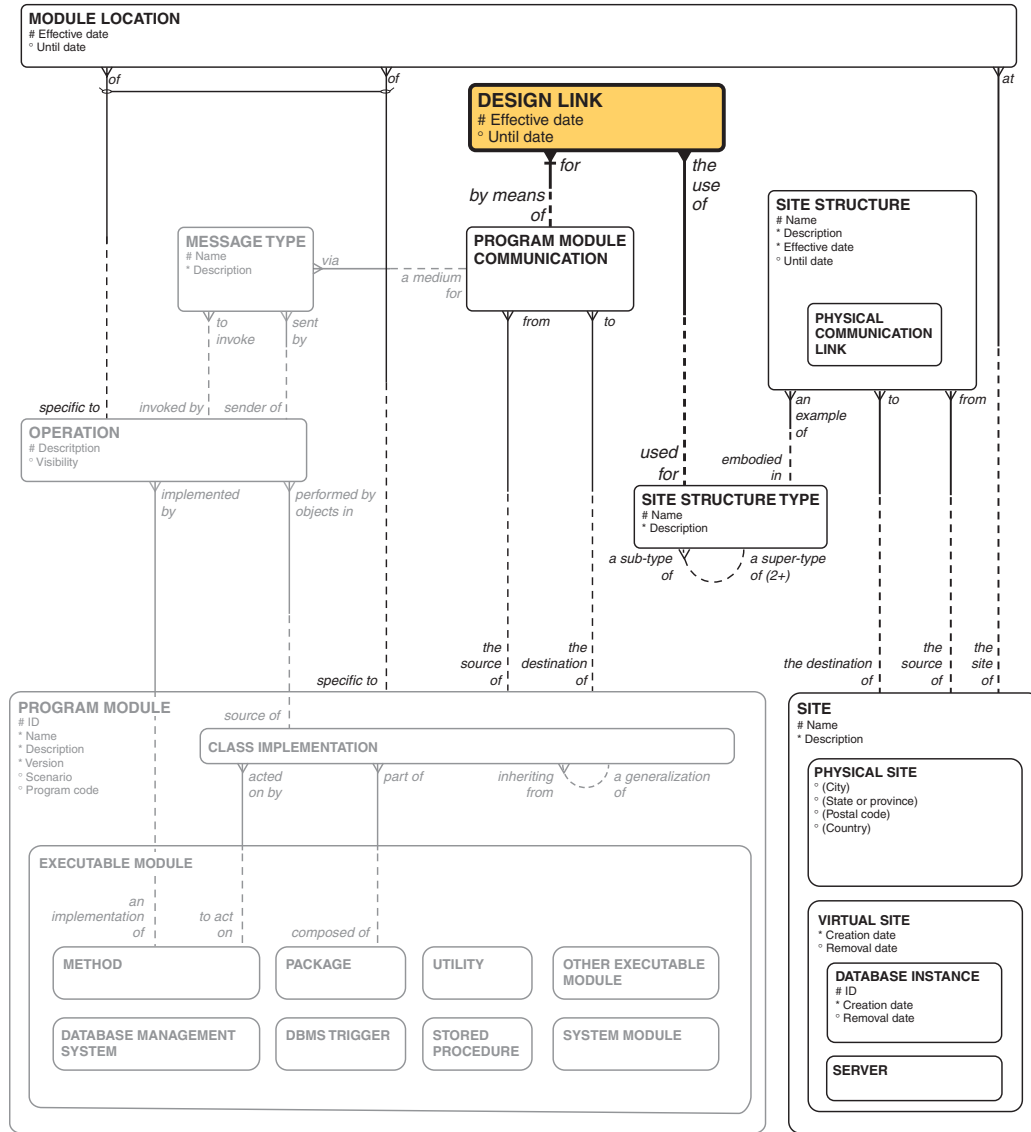 MODULE LOCATION
# Effective date
° Until date
of
of
at
DESIGN LINK
# Effective date
° Until date
for
the
use
of
by means
of
SITE STRUCTURE
# Name
* Description
* Effective date
° Until date
PHYSICAL
COMMUNICATION
LINK
MESSAGE TYPE
# Name
* Description
via
a medium
for
PROGRAM MODULE
COMMUNICATION
to
invoke
sent
by
from
to
an
example
of
to
from
specific to
invoked by
sender of
OPERATION
# Descritption
° Visibility
used
for
embodied
in
implemented
by
performed by
objects in
SITE STRUCTURE TYPE
# Name
* Description
a sub-type
of
a super-type
of (2+)
specific to
the
source
of
the
destination
of
the destination
of
the
source
of
the
site
of
PROGRAM MODULE
# ID
* Name
* Description
* Version
° Scenario
° Program code
source of
CLASS IMPLEMENTATION
acted
on by
part of
inheriting
from
a generalization
of
EXECUTABLE MODULE
an
implementation
of
to act
on
composed of
METHOD
PACKAGE
UTILITY
OTHER EXECUTABLE
MODULE
DATABASE MANAGEMENT
SYSTEM
DBMS TRIGGER
STORED
PROCEDURE
SYSTEM MODULE
SITE
# Name
* Description
PHYSICAL SITE
° (City)
° (State or province)
° (Postal code)
° (Country)
VIRTUAL SITE
* Creation date
° Removal date
DATABASE INSTANCE
# ID
* Creation date
° Removal date
SERVER